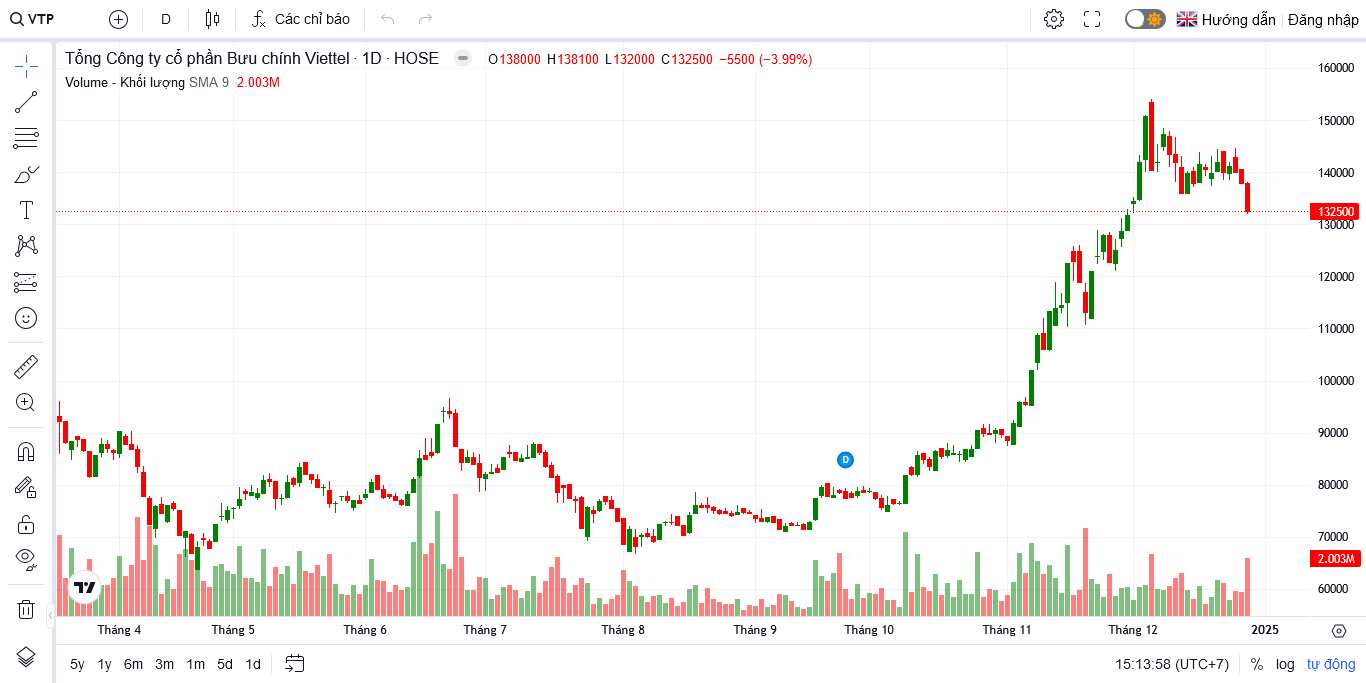 VTP D Các chỉ báo Hướng dẫn Đăng nhập
Tổng Công ty cổ phần Bưu chính Viettel · 1D · HOSE O138000 H138100 L132000 C132500 −5500 (−3.99%)
Volume - Khối lượng SMA 9 2.003M
160000
150000
140000
132500
130000
120000
110000
100000
90000
D
80000
70000
2.003M
60000
Tháng 4 Tháng 5 Tháng 6 Tháng 7 Tháng 8 Tháng 9 Tháng 10 Tháng 11 Tháng 12 2025
5y 1y 6m 3m 1m 5d 1d 15:13:58 (UTC+7) % log tự động